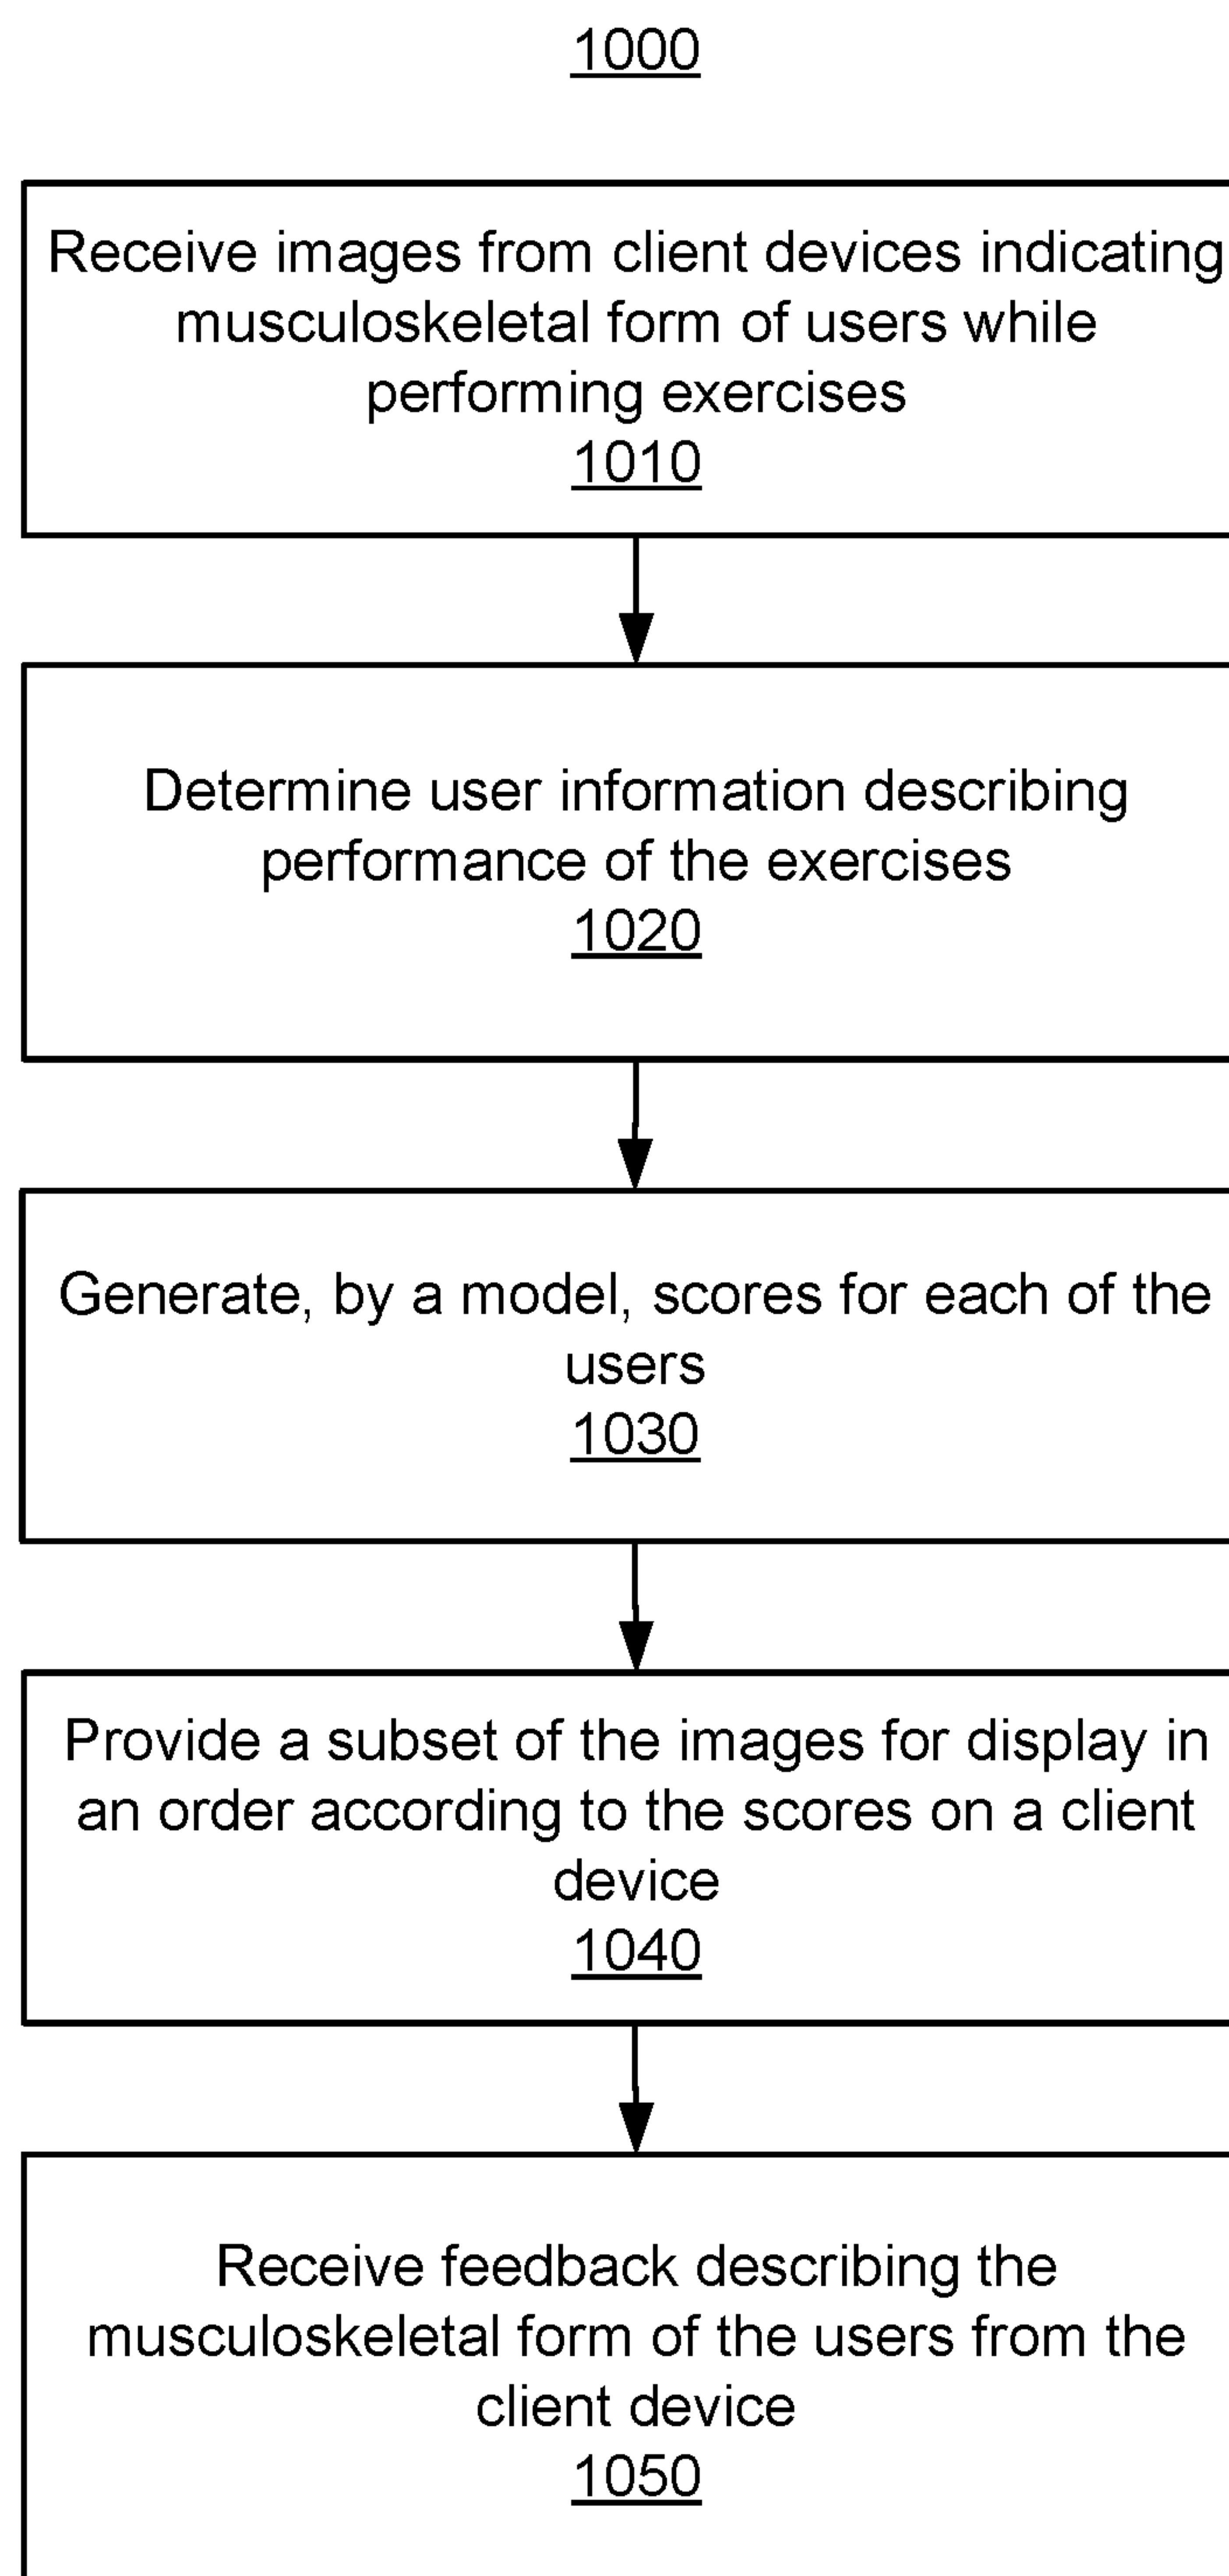 1000
Receive images from client devices indicating
musculoskeletal form of users while
performing exercises
1010
Determine user information describing
performance of the exercises
1020
Generate, by a model, scores for each of the
users
1030
Provide a subset of the images for display in
an order according to the scores on a client
device
1040
Receive feedback describing the
musculoskeletal form of the users from the
client device
1050